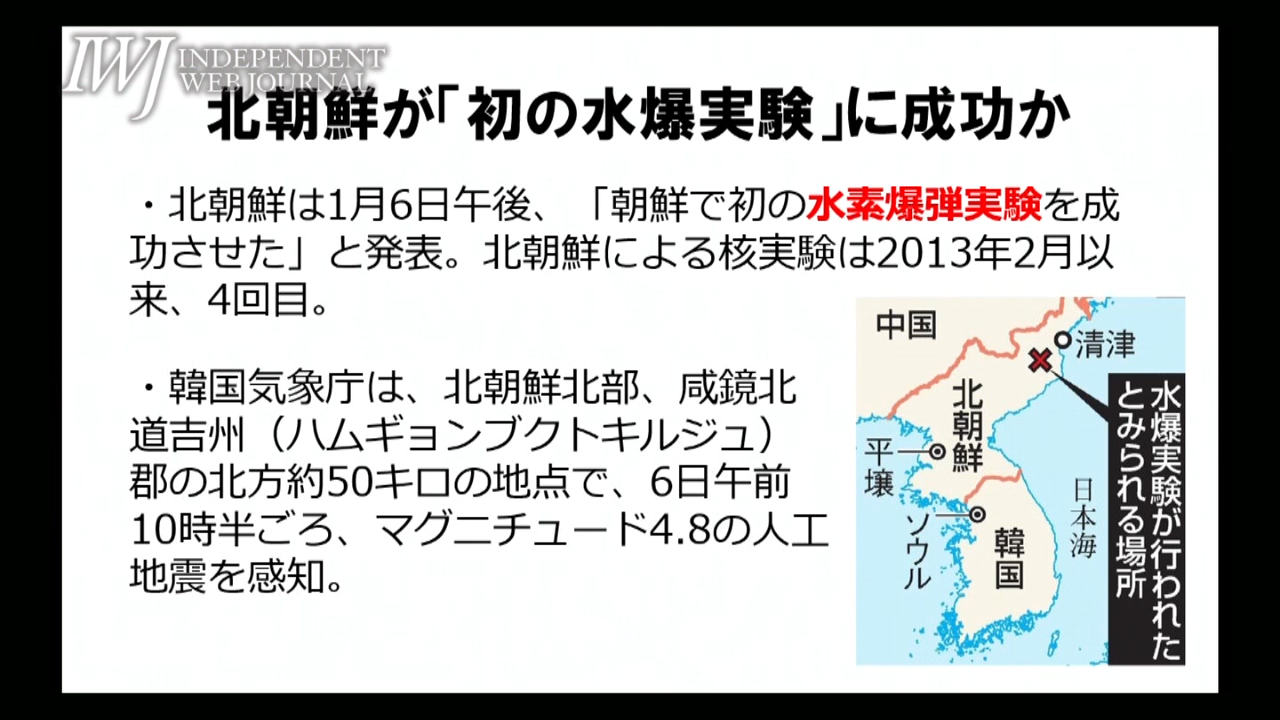 IWJ INDEPENDENT
WEB JOURNAL
北朝鮮が「初の水爆実験」に成功か
・北朝鮮は1月6日午後、「朝鮮で初の水素爆弾実験を成
功させた」と発表。北朝鮮による核実験は2013年2月以
来、4回目。
・韓国気象庁は、北朝鮮北部、咸鏡北
道吉州（ハムギョンブクトキルジュ）
郡の北方約50キロの地点で、6日午前
10時半ごろ、マグニチュード4.8の人工
地震を感知。
中国
清津
北朝鮮
平壌
ソウル
韓国
日本海
水爆実験が行われた
とみられる場所